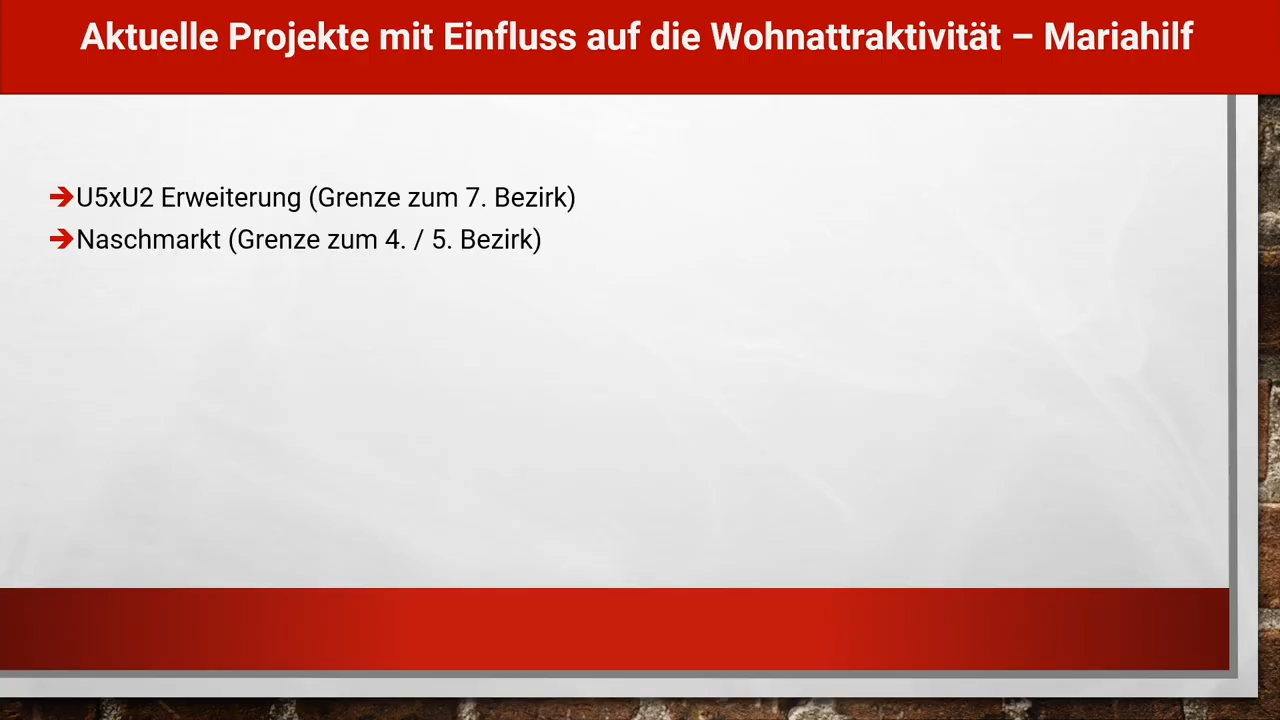 Aktuelle Projekte mit Einfluss auf die Wohnattraktivität – Mariahilf
➔U5xU2 Erweiterung (Grenze zum 7. Bezirk)
➔Naschmarkt (Grenze zum 4. / 5. Bezirk)